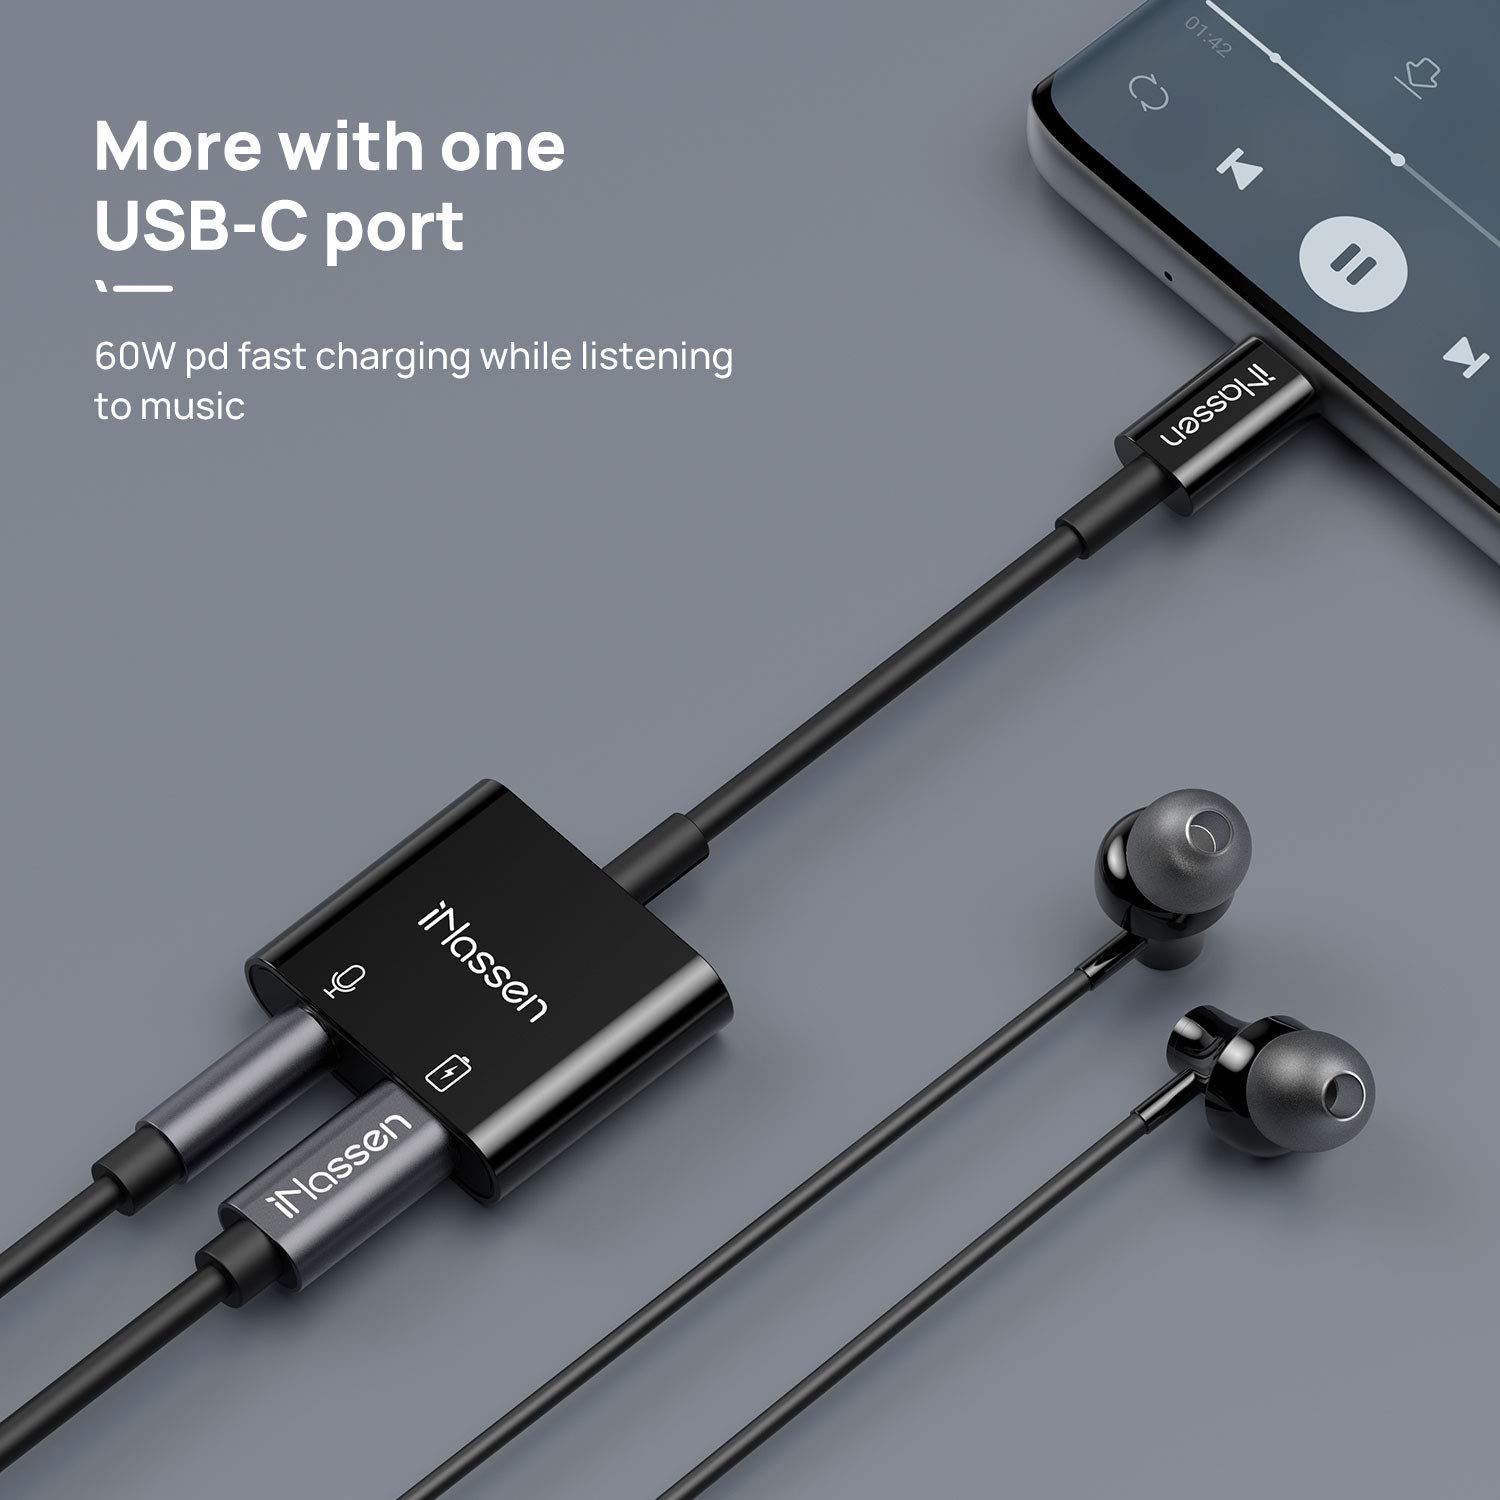 More with one
USB-C port
60W pd fast charging while listening
to music
01:42
iNassen
iNassen
iNassen